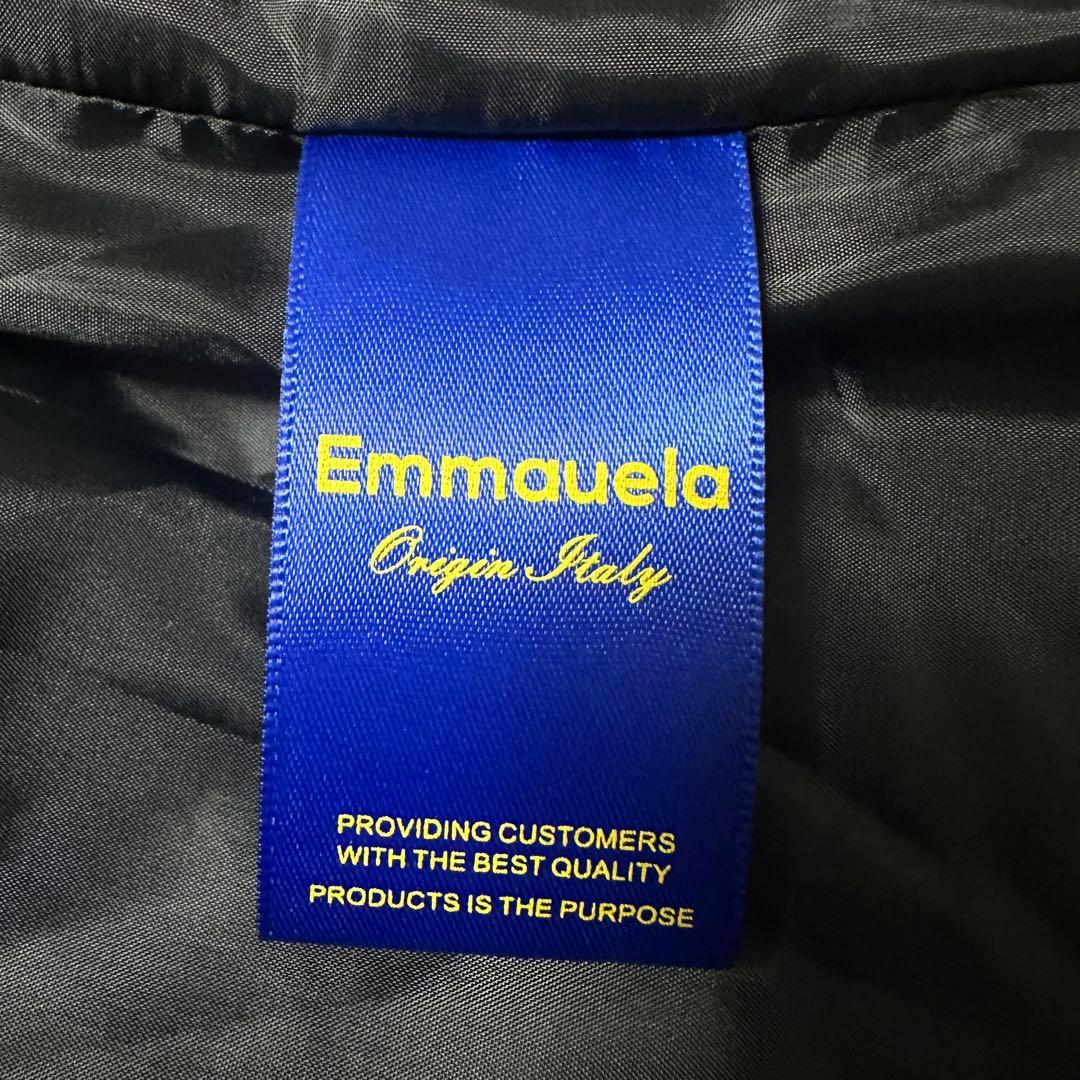 Emmauela
Origin Italy
PROVIDING CUSTOMERS
WITH THE BEST QUALITY
PRODUCTS IS THE PURPOSE